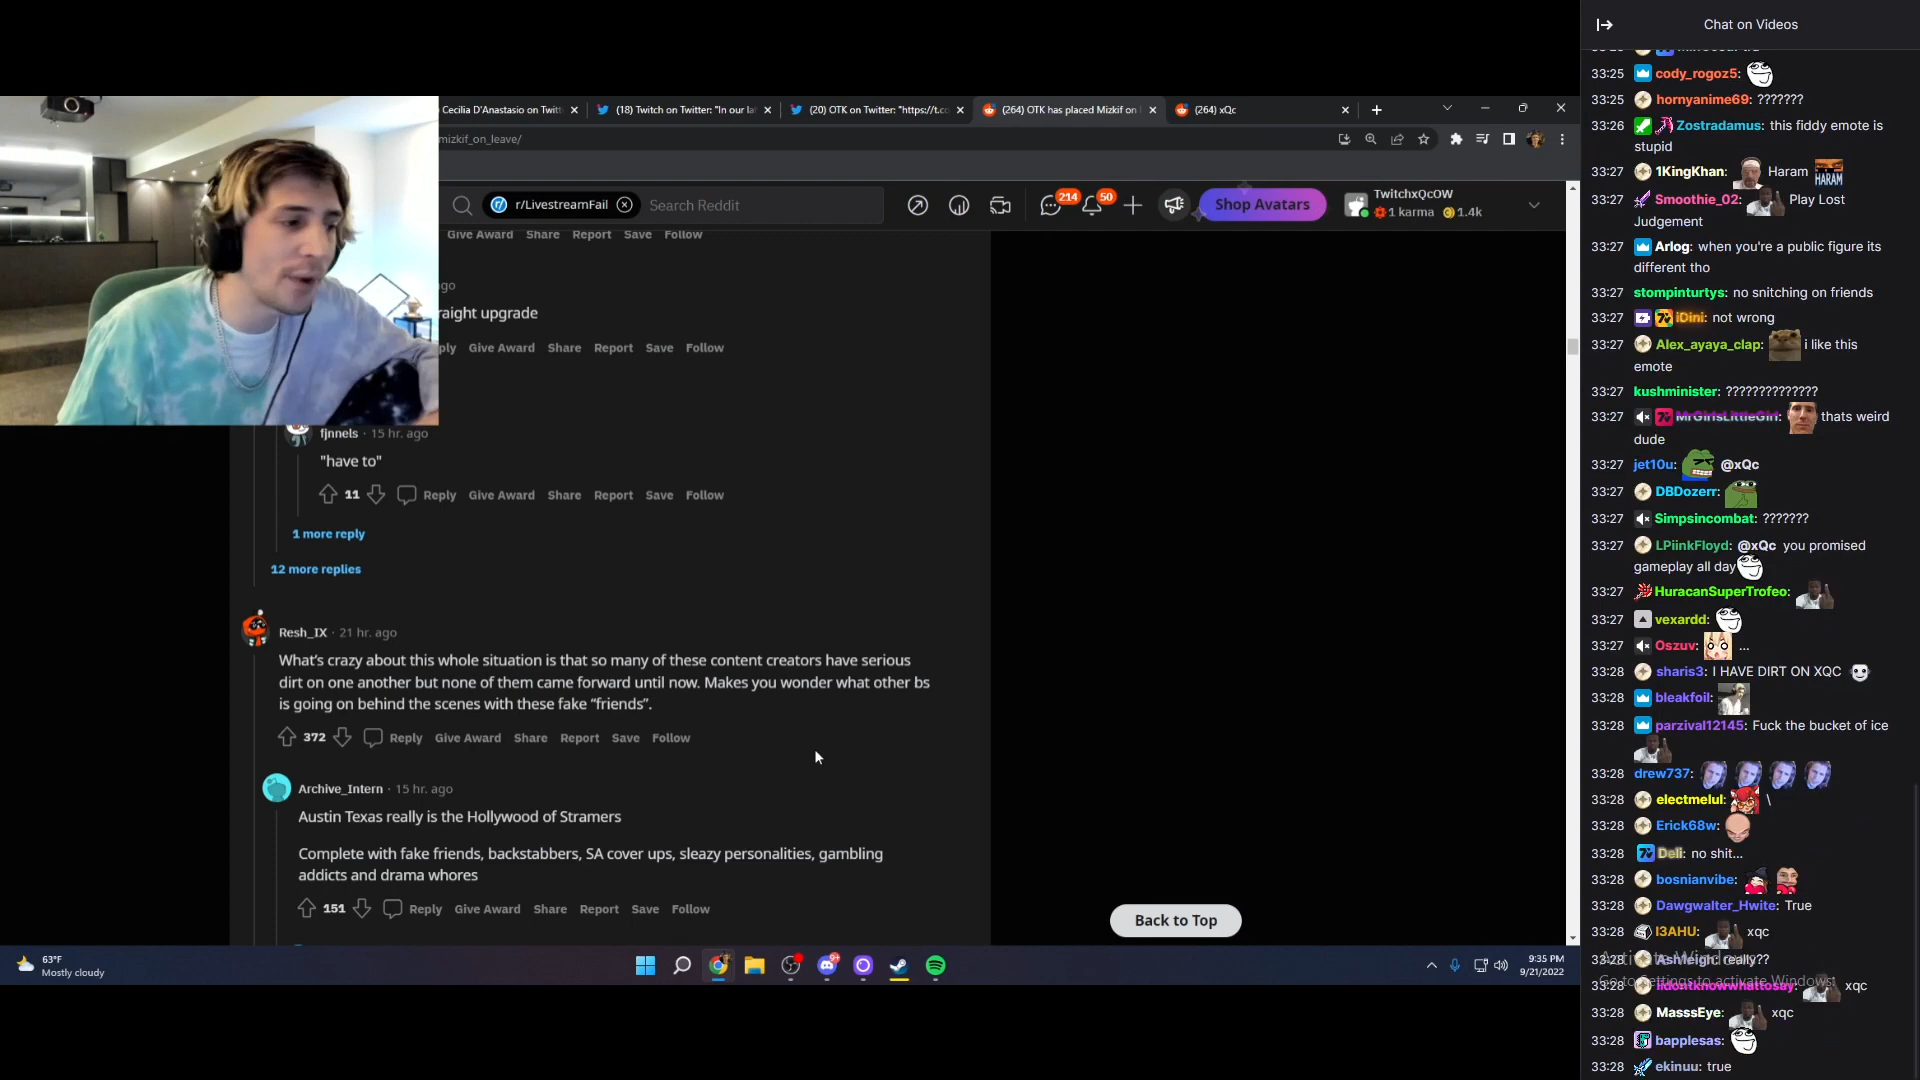 Cecilia D'Anastasio on Twitt
(18) Twitch on Twitter: "In our la
(20) OTK on Twitter: "https://t.co
(264) OTK has placed Mizkif on l
(264) xQc
mizkif_on_leave/
r/LivestreamFail
Search Reddit
214
50
Shop Avatars
TwitchxQcOW
1 karma 1.4k
Give Award Share Report Save Follow
go
raight upgrade
ply Give Award Share Report Save Follow
fjnnels · 15 hr. ago
"have to"
11 Reply Give Award Share Report Save Follow
1 more reply
12 more replies
Resh_IX · 21 hr. ago
What's crazy about this whole situation is that so many of these content creators have serious
dirt on one another but none of them came forward until now. Makes you wonder what other bs
is going on behind the scenes with these fake “friends”.
372 Reply Give Award Share Report Save Follow
Archive_Intern · 15 hr. ago
Austin Texas really is the Hollywood of Stramers
Complete with fake friends, backstabbers, SA cover ups, sleazy personalities, gambling
addicts and drama whores
151 Reply Give Award Share Report Save Follow
Back to Top
63°F
Mostly cloudy
9:35 PM
9/21/2022
Chat on Videos
33:25 cody_rogoz5:
33:25 hornyanime69: ???????
33:26 Zostradamus: this fiddy emote is
stupid
33:27 1KingKhan: Haram HARAM
33:27 Smoothie_02: Play Lost
Judgement
33:27 Arlog: when you're a public figure its
different tho
33:27 stompinturtys: no snitching on friends
33:27 iDini: not wrong
33:27 Alex_ayaya_clap: i like this
emote
33:27 kushminister: ??????????????
33:27 MrGirlsLittleGirl: thats weird
dude
33:27 jet10u: @xQc
33:27 DBDozerr:
33:27 Simpsincombat: ???????
33:27 LPiinkFloyd: @xQc you promised
gameplay all day
33:27 HuracanSuperTrofeo:
33:27 vexardd:
33:27 Oszuv: ...
33:28 sharis3: I HAVE DIRT ON XQC
33:28 bleakfoil:
33:28 parzival12145: Fuck the bucket of ice
33:28 drew737:
33:28 electmelul: \
33:28 Erick68w:
33:28 Deli: no shit...
33:28 bosnianvibe:
33:28 Dawgwalter_Hwite: True
33:28 I3AHU: xqc
33:28 Ashleigh: really??
Activate Windows
Go to Settings to activate Windows.
33:28 iidontknowwhattosay: xqc
33:28 MasssEye: xqc
33:28 bapplesas:
33:28 ekinuu: true